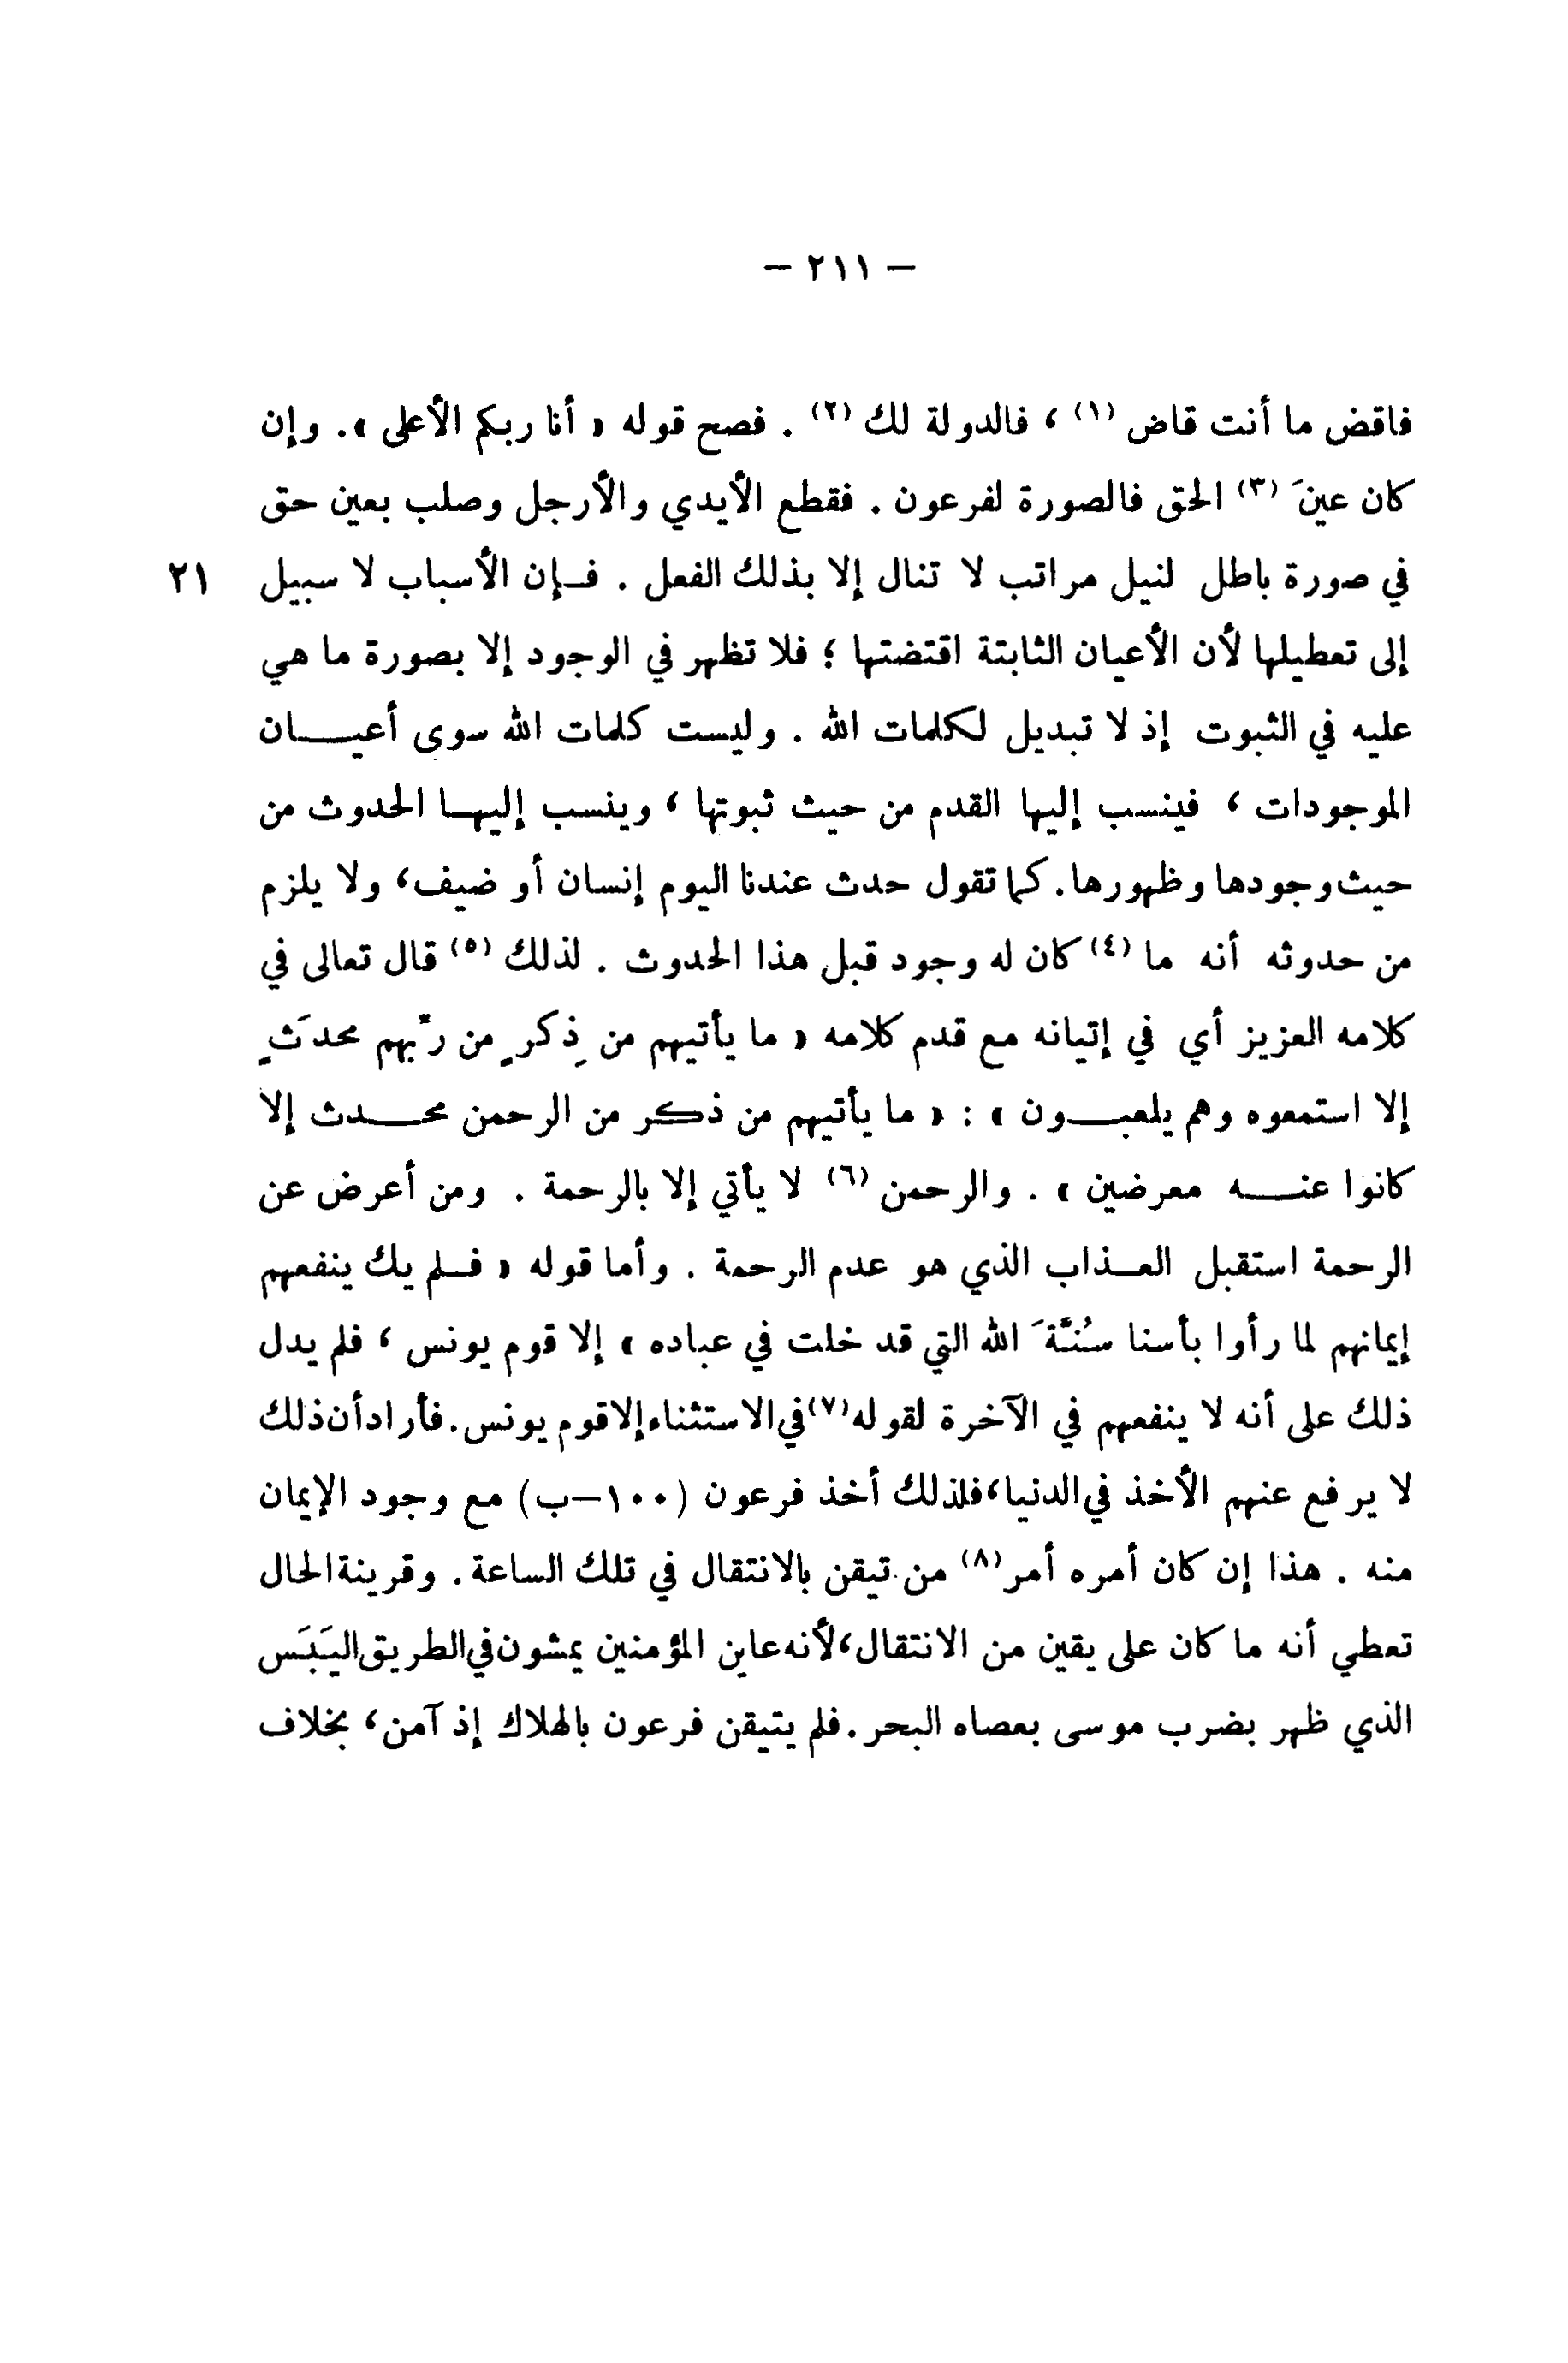 – ٢١١ –
فاقض ما أنت قاض (١) ، فالدولة لك (٢) . فصح قوله « أنا ربكم الأعلى ». وإن
كان عينَ (٣) الحق فالصورة لفرعون . فقطع الأيدي والأرجل وصلب بعين حق
في صورة باطل لنيل مراتب لا تنال إلا بذلك الفعل . فإن الأسباب لا سبيل ٢١
إلى تعطيلها لأن الأعيان الثابتة اقتضتها ؛ فلا تظهر في الوجود إلا بصورة ما هي
عليه في الثبوت إذ لا تبديل لكلمات الله . وليست كلمات الله سوى أعيــان
الموجودات ، فينسب إليها القدم من حيث ثبوتها ، وينسب إليهـا الحدوث من
حيث وجودها وظهورها. كما تقول حدث عندنا اليوم إنسان أو ضيف، ولا يلزم
من حدوثه أنه ما (٤) كان له وجود قبل هذا الحدوث . لذلك (٥) قال تعالى في
كلامه العزيز أي في إتيانه مع قدم كلامه « ما يأتيهم من ذِكرٍ من ربّهم محدَثٍ
إلا استمعوه وهم يلعبــون » : « ما يأتيهم من ذكر من الرحمن محــدث إلا
كانوا عنــه معرضين » . والرحمن (٦) لا يأتي إلا بالرحمة . ومن أعرض عن
الرحمة استقبل العـذاب الذي هو عدم الرحمة . وأما قوله « فـلم يك ينفعهم
إيمانهم لما رأوا بأسنا سُنَّةَ الله التي قد خلت في عباده » إلا قوم يونس ، فلم يدل
ذلك على أنه لا ينفعهم في الآخرة لقوله (٧) في الاستثناء إلا قوم يونس. فأراد أن ذلك
لا يرفع عنهم الأخذ في الدنيا، فلذلك أخذ فرعون (١٠٠–ب) مع وجود الإيمان
منه . هذا إن كان أمره أمر (٨) من تيقن بالانتقال في تلك الساعة . وقرينة الحال
تعطي أنه ما كان على يقين من الانتقال، لأنه عاين المؤمنين يمشون في الطريق اليَبَس
الذي ظهر بضرب موسى بعصاه البحر. فلم يتيقن فرعون بالهلاك إذ آمن، بخلاف